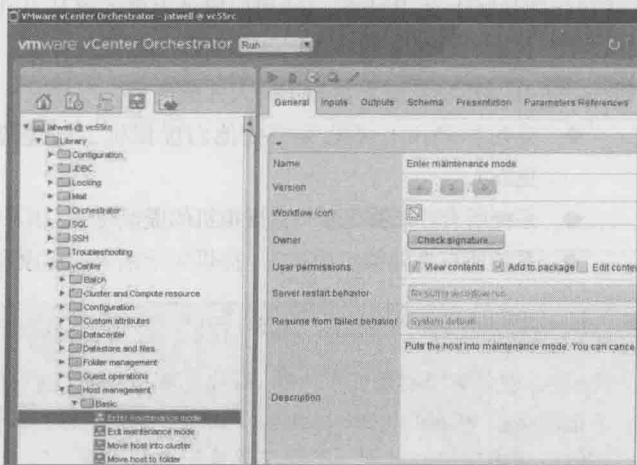 VMware vCenter Orchestrator - jatwell @ vc55rc
vmware vCenter Orchestrator Run
General Inputs Outputs Schema Presentation Parameters References
jatwell @ vc55rc
Library
Configuration
JDBC
Locking
Mail
Orchestrator
SQL
SSH
Troubleshooting
vCenter
Batch
Cluster and Compute resource
Configuration
Custom attributes
Datacenter
Datastore and files
Folder management
Guest operations
Host management
Basic
Enter maintenance mode
Exit maintenance mode
Move host into cluster
Move host to folder
Name Enter maintenance mode
Version
Workflow icon
Owner Check signature...
User permissions View contents Add to package Edit conte
Server restart behavior Resume workflow run
Resume from failed behavior System default
Description Puts the host into maintenance mode. You can cance